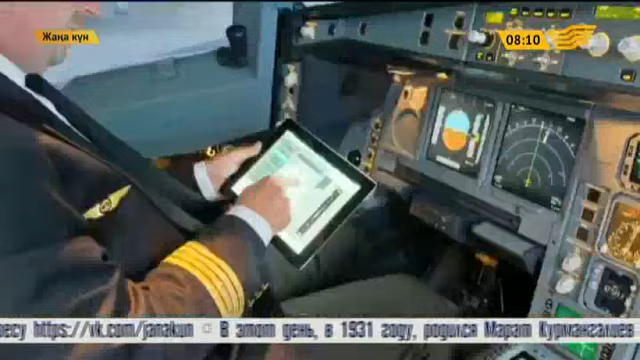 Жаңа күн
08:10
ресу https://vk.com/janakun ¤ В этот день, в 1931 году, родился Марат Курмангалиев.